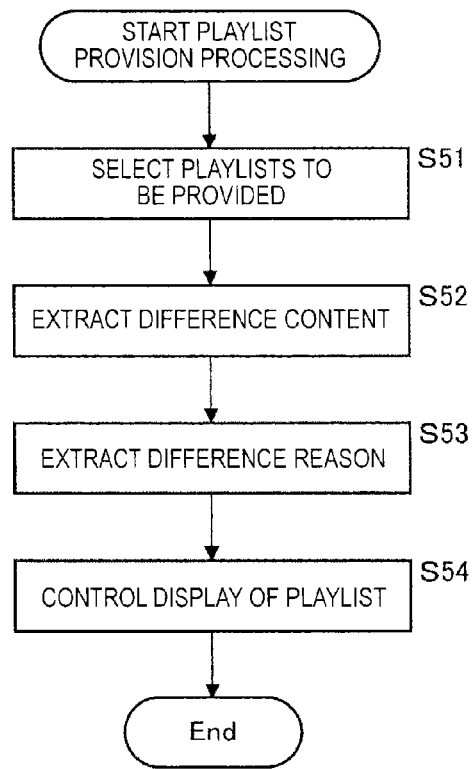 START PLAYLIST
PROVISION PROCESSING
S51
SELECT PLAYLISTS TO
BE PROVIDED
S52
EXTRACT DIFFERENCE CONTENT
S53
EXTRACT DIFFERENCE REASON
S54
CONTROL DISPLAY OF PLAYLIST
End